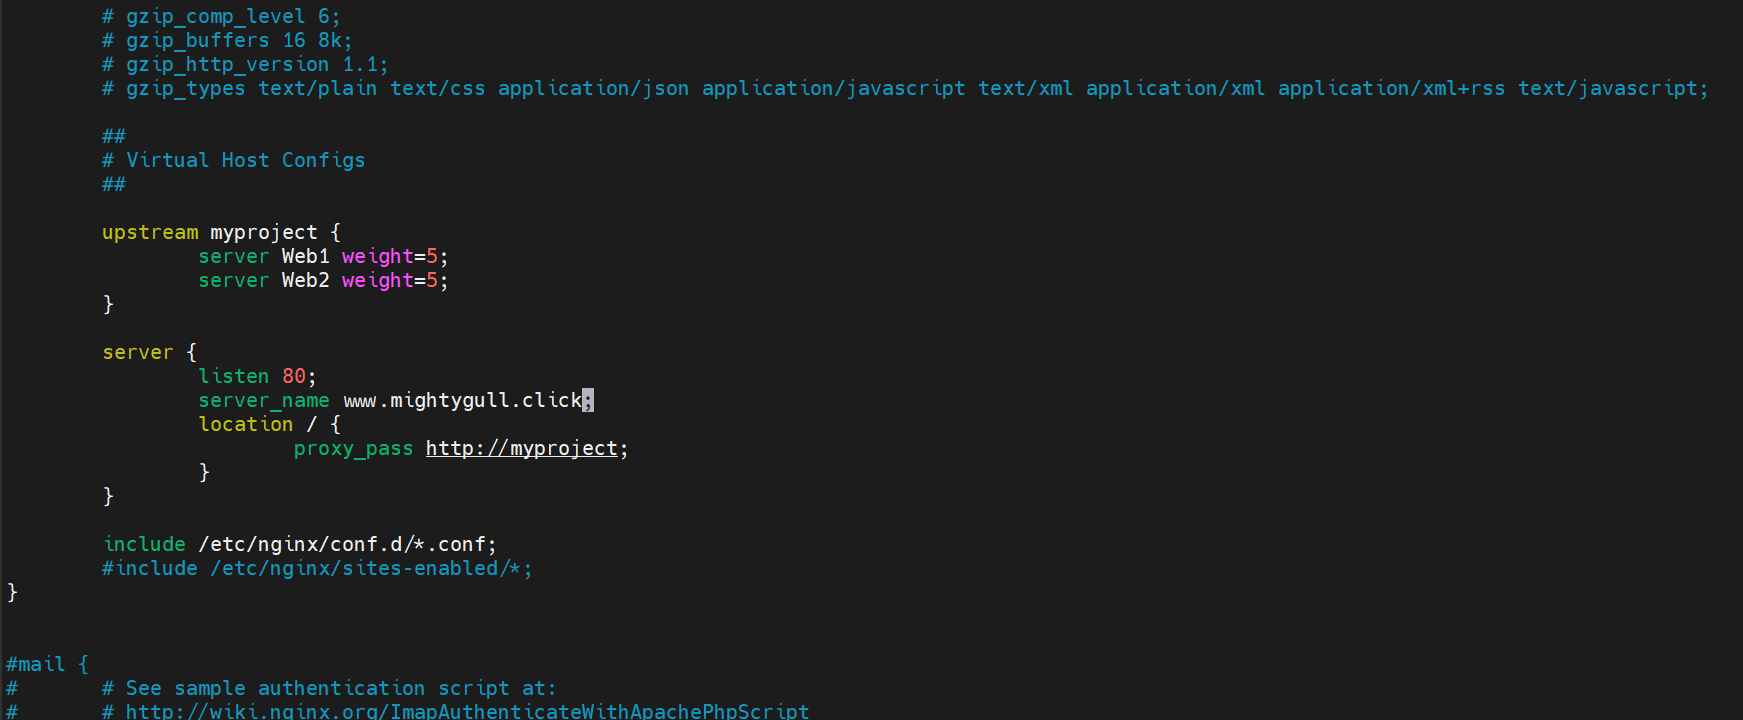 # gzip_comp_level 6;
# gzip_buffers 16 8k;
# gzip_http_version 1.1;
# gzip_types text/plain text/css application/json application/javascript text/xml application/xml application/xml+rss text/javascript;
##
# Virtual Host Configs
##
upstream myproject {
server Web1 weight=5;
server Web2 weight=5;
}
server {
listen 80;
server_name www.mightygull.click;
location / {
proxy_pass http://myproject;
}
}
include /etc/nginx/conf.d/*.conf;
#include /etc/nginx/sites-enabled/*;
}
#mail {
#       # See sample authentication script at:
#       # http://wiki.nginx.org/ImapAuthenticateWithApachePhpScript